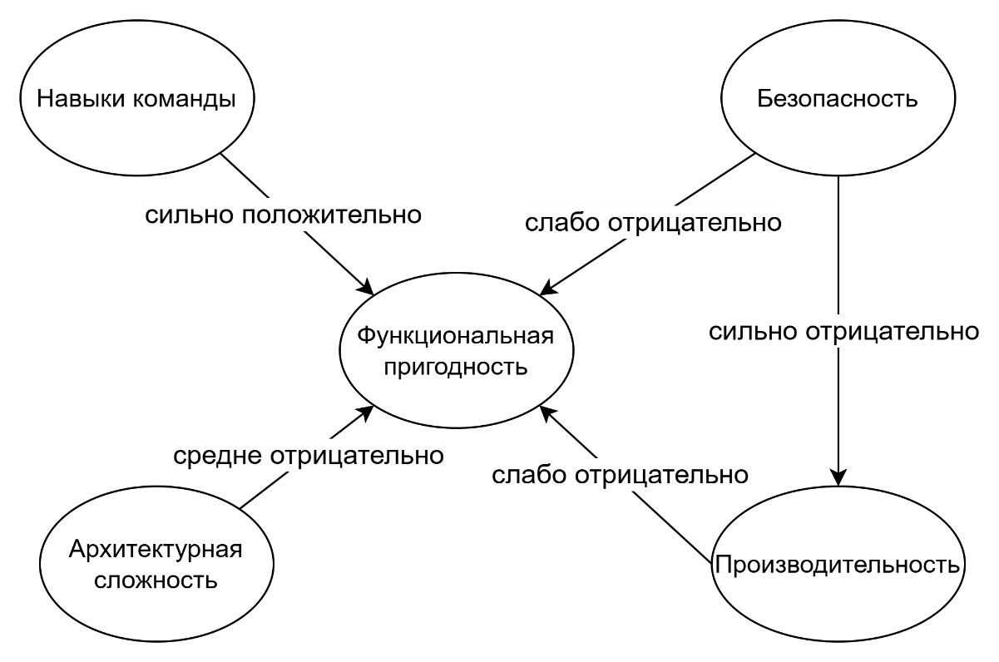 Навыки команды
Безопасность
сильно положительно
слабо отрицательно
Функциональная
пригодность
сильно отрицательно
средне отрицательно
слабо отрицательно
Архитектурная
сложность
Производительность